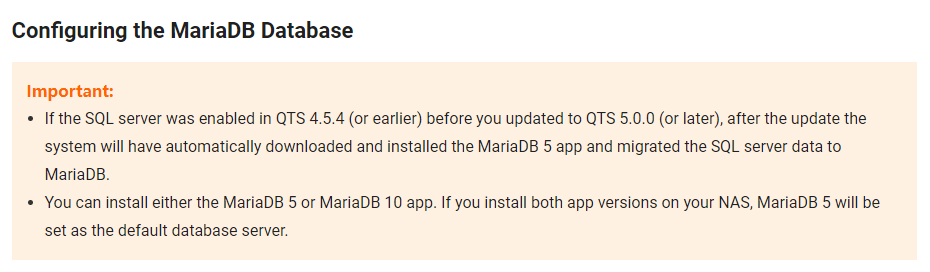 Configuring the MariaDB Database
Important:
• If the SQL server was enabled in QTS 4.5.4 (or earlier) before you updated to QTS 5.0.0 (or later), after the update the
system will have automatically downloaded and installed the MariaDB 5 app and migrated the SQL server data to
MariaDB.
• You can install either the MariaDB 5 or MariaDB 10 app. If you install both app versions on your NAS, MariaDB 5 will be
set as the default database server.